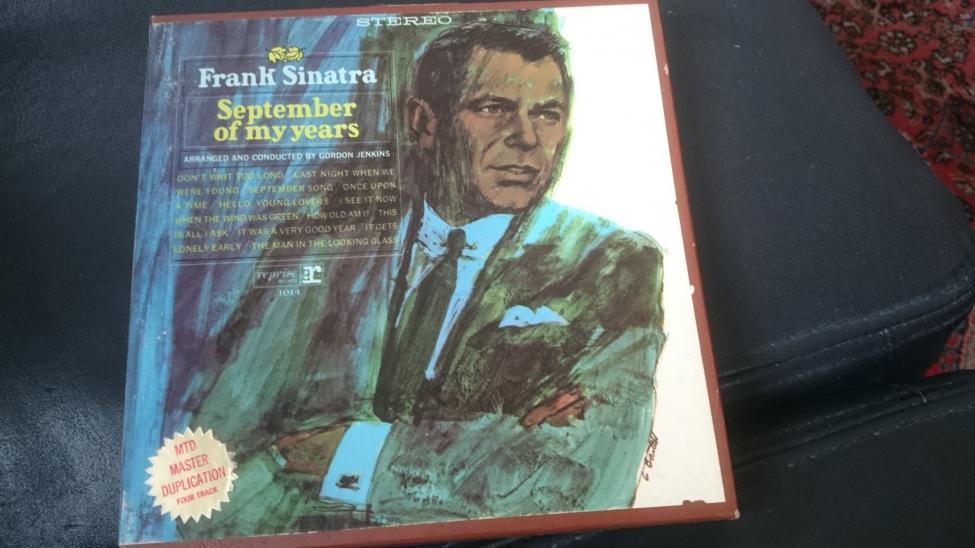 STEREO
Frank Sinatra
September
of my years
ARRANGED AND CONDUCTED BY GORDON JENKINS
DON'T WAIT TOO LONG / LAST NIGHT WHEN WE
WERE YOUNG / SEPTEMBER SONG / ONCE UPON
A TIME / HELLO, YOUNG LOVERS / I SEE IT NOW
WHEN THE WIND WAS GREEN / HOW OLD AM I? / THIS
IS ALL I ASK / IT WAS A VERY GOOD YEAR / IT GETS
LONELY EARLY / THE MAN IN THE LOOKING GLASS
reprise
1014
MTD
MASTER
DUPLICATION
FOUR TRACK